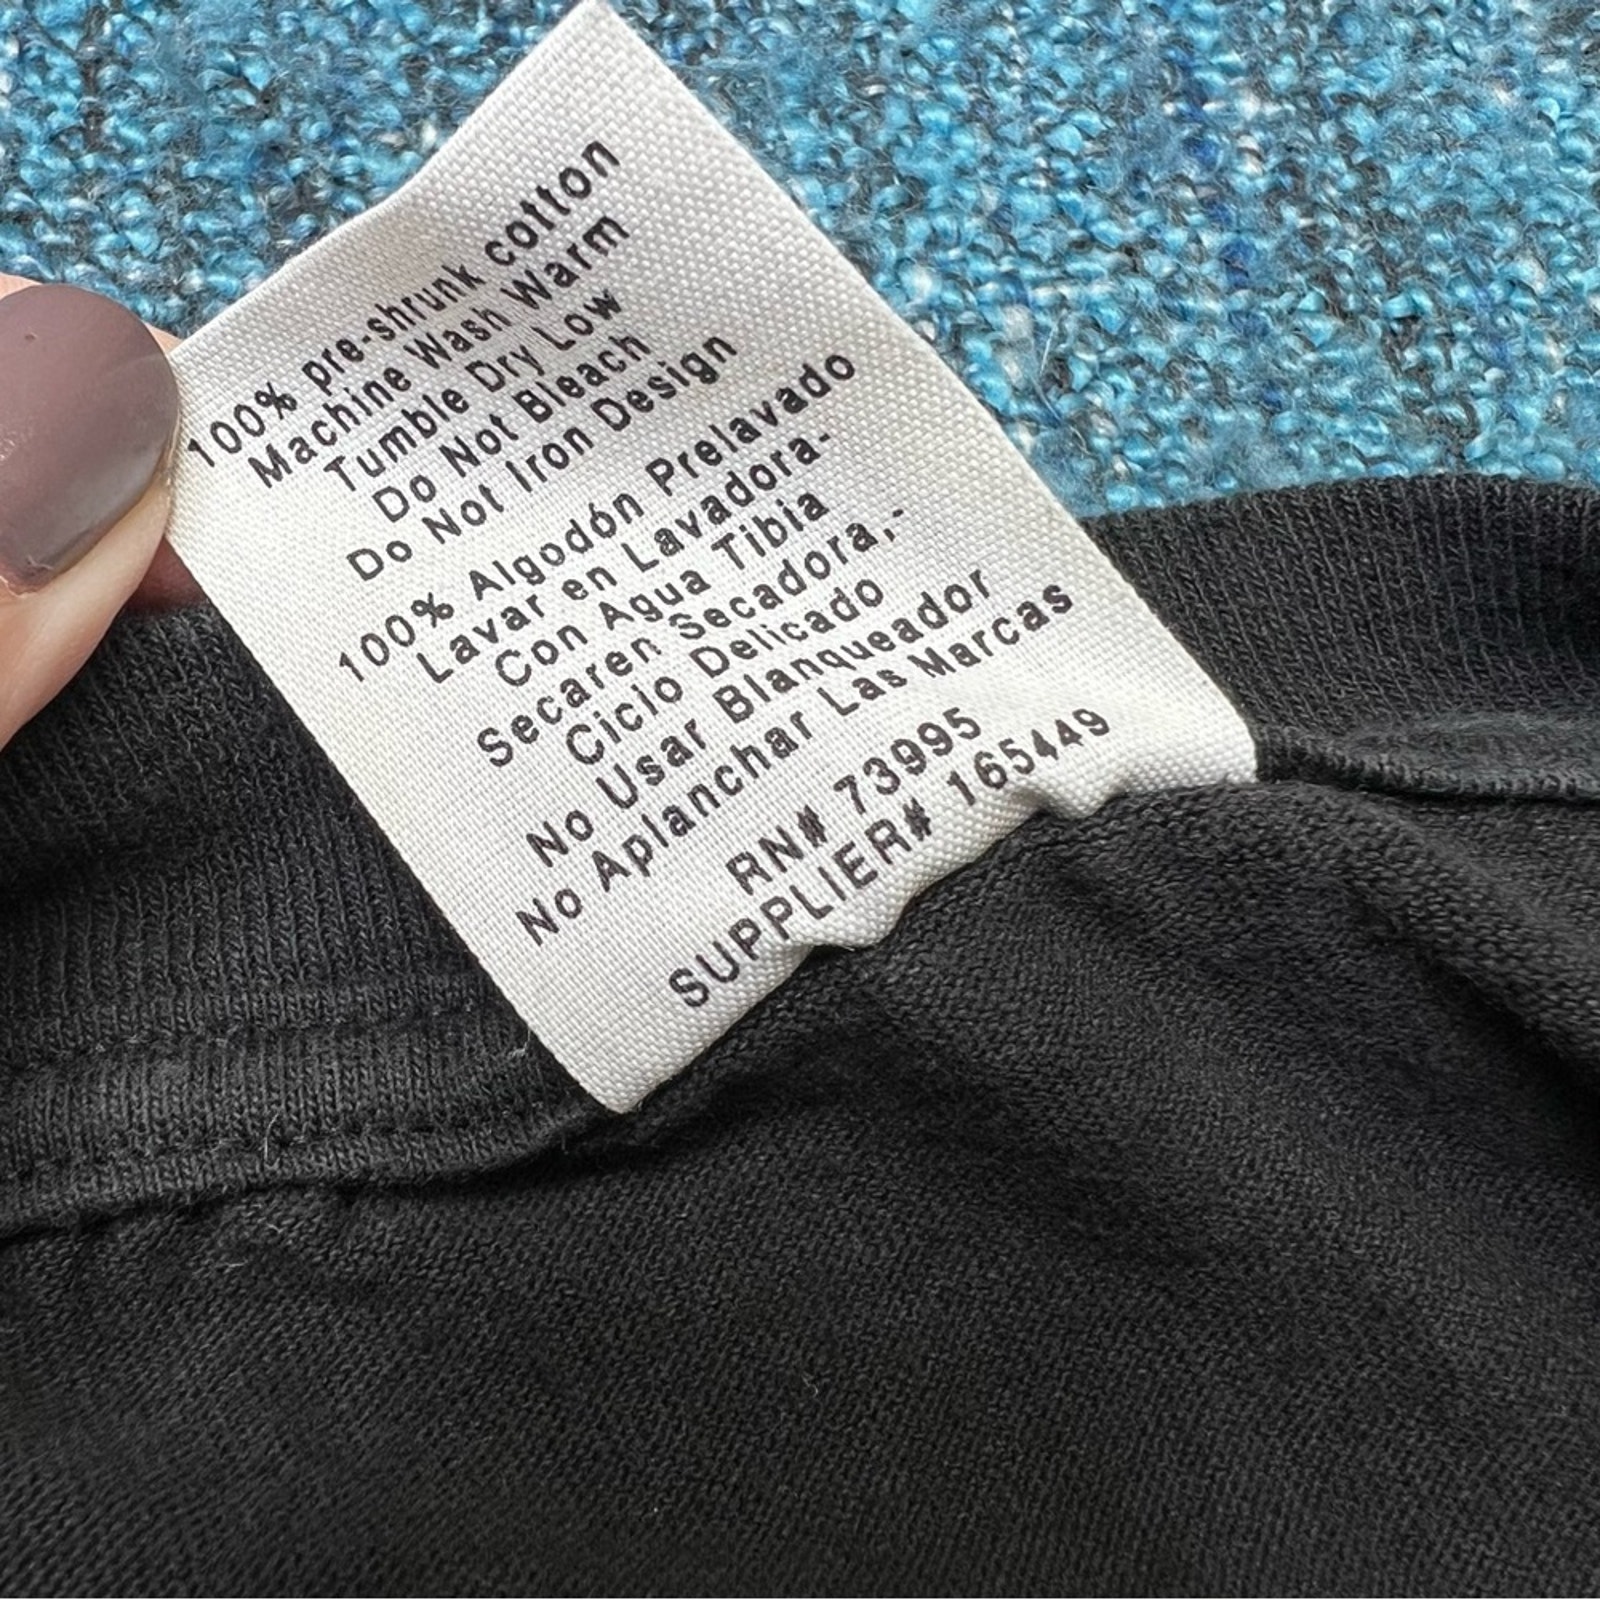 100% pre-shrunk cotton
Machine Wash Warm
Tumble Dry Low
Do Not Bleach
Do Not Iron Design
100% Algodón Prelavado
Lavar en Lavadora-
Con Agua Tibia
Secaren Secadora,-
Ciclo Delicado
No Usar Blanqueador
No Aplanchar Las Marcas
RN# 73995
SUPPLIER# 165449